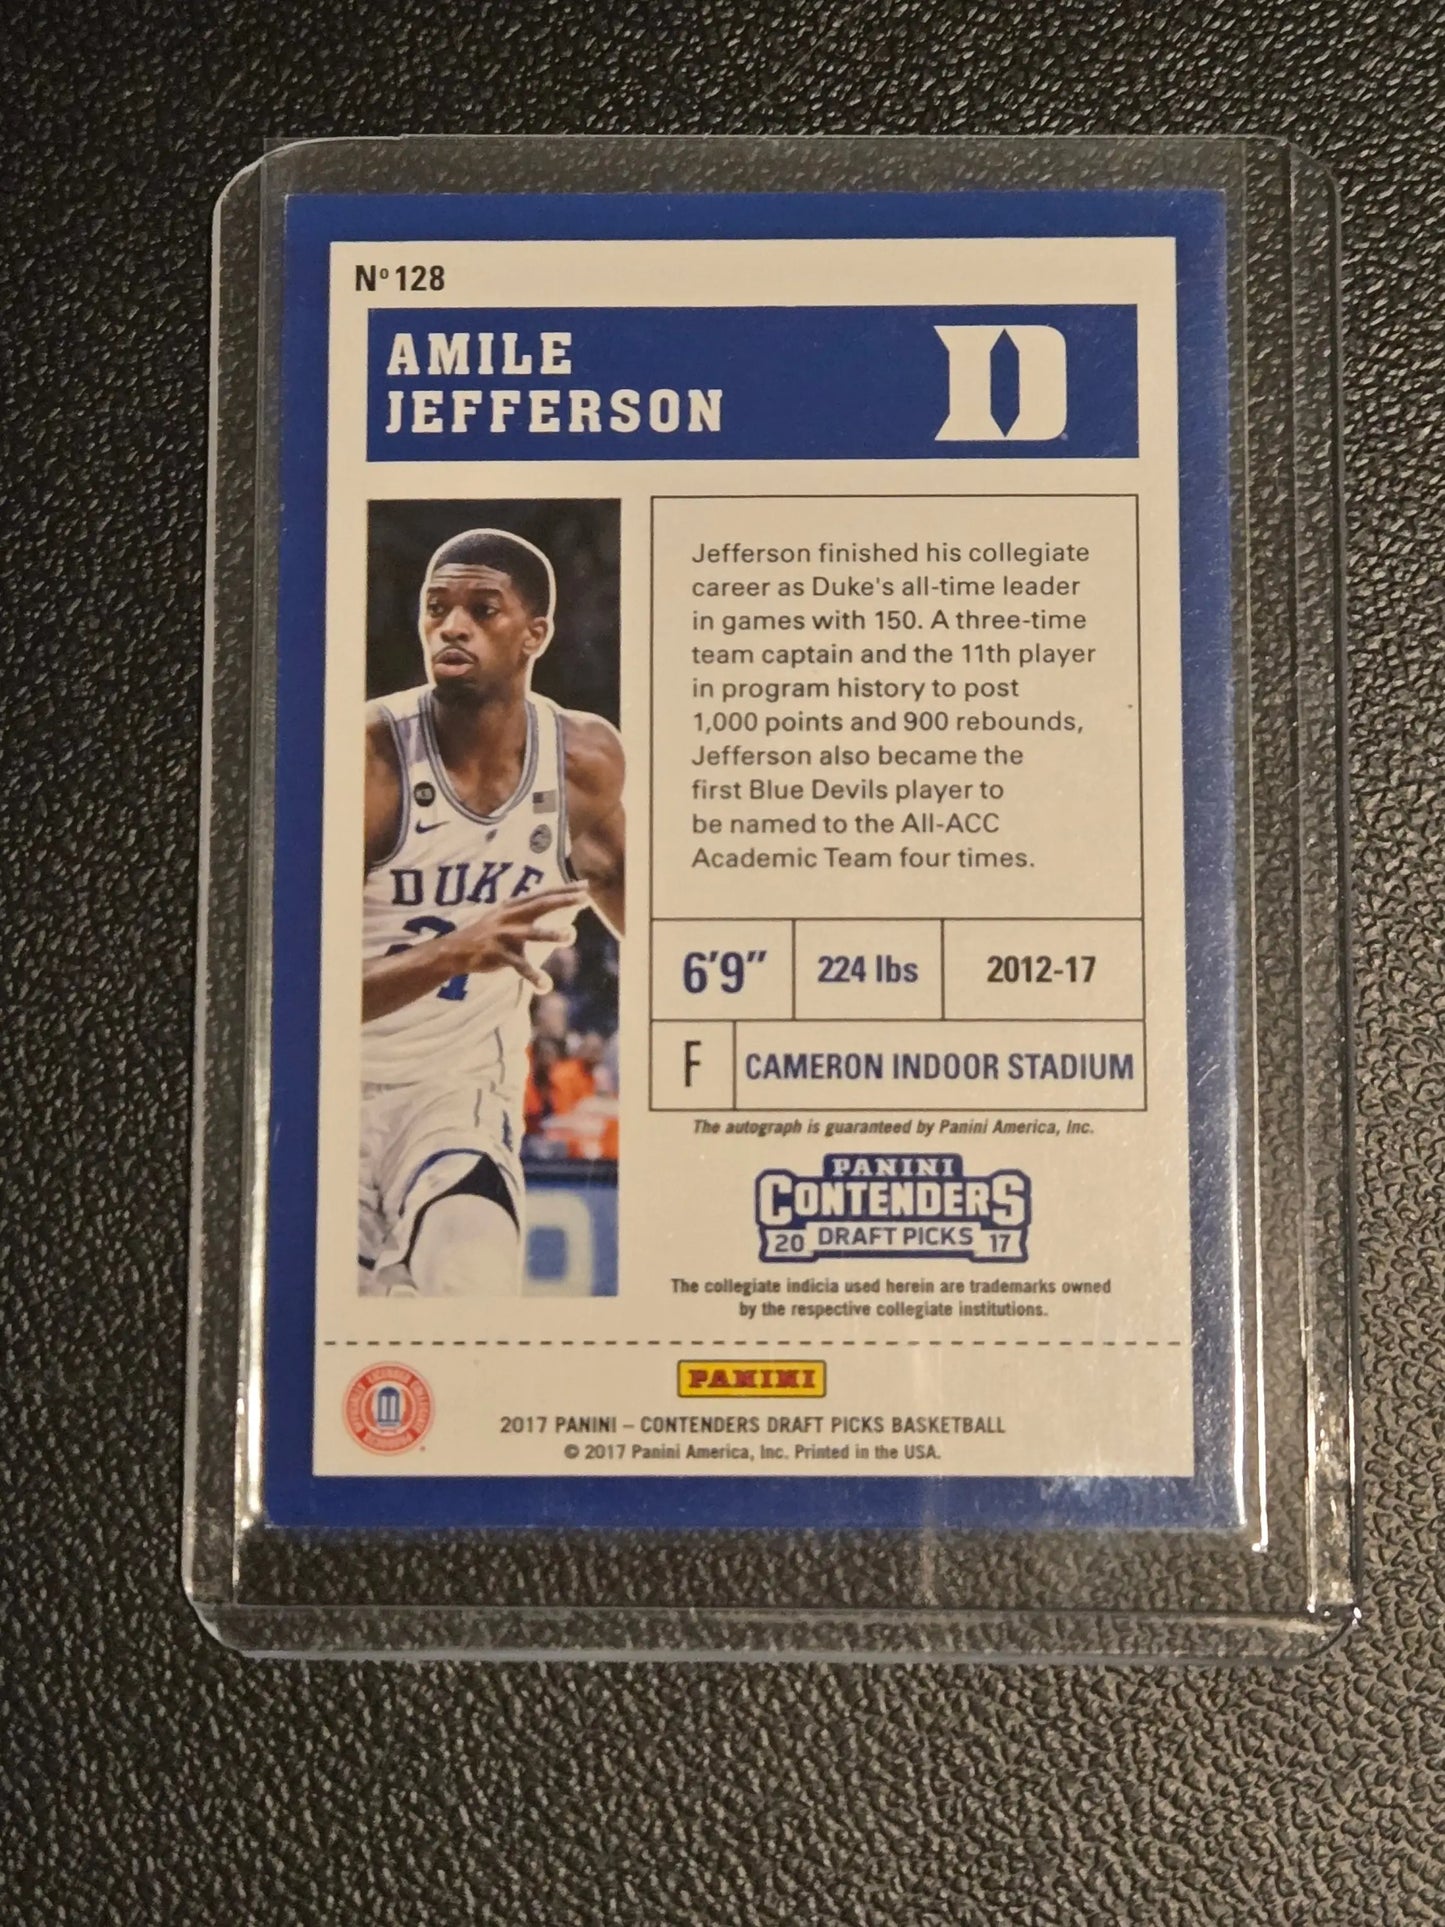 Nº 128
AMILE
JEFFERSON
D
Jefferson finished his collegiate
career as Duke's all-time leader
in games with 150. A three-time
team captain and the 11th player
in program history to post
1,000 points and 900 rebounds,
Jefferson also became the
first Blue Devils player to
be named to the All-ACC
Academic Team four times.
DUKE
21
6'9" 224 lbs 2012-17
F CAMERON INDOOR STADIUM
The autograph is guaranteed by Panini America, Inc.
PANINI
CONTENDERS
20 DRAFT PICKS 17
The collegiate indicia used herein are trademarks owned
by the respective collegiate institutions.
PANINI
OFFICIALLY LICENSED COLLEGIATE PRODUCTS
2017 PANINI – CONTENDERS DRAFT PICKS BASKETBALL
© 2017 Panini America, Inc. Printed in the USA.